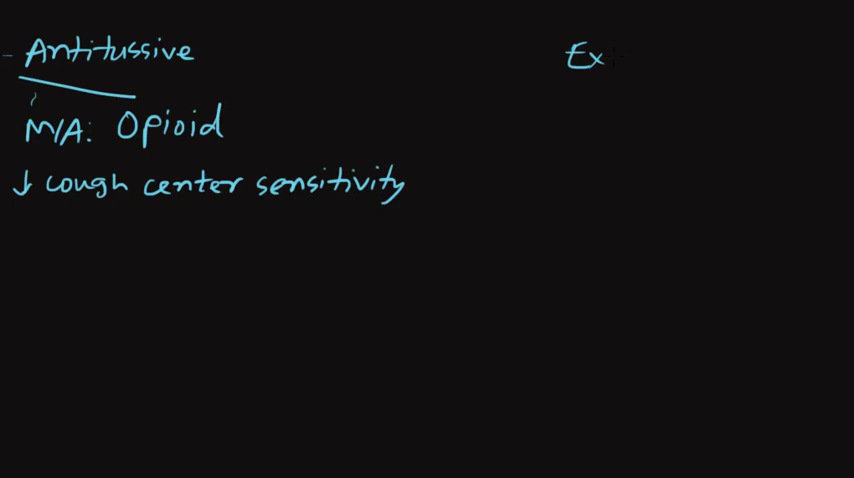 - Antitussive
Ex
M/A: Opioid
↓ cough center sensitivity